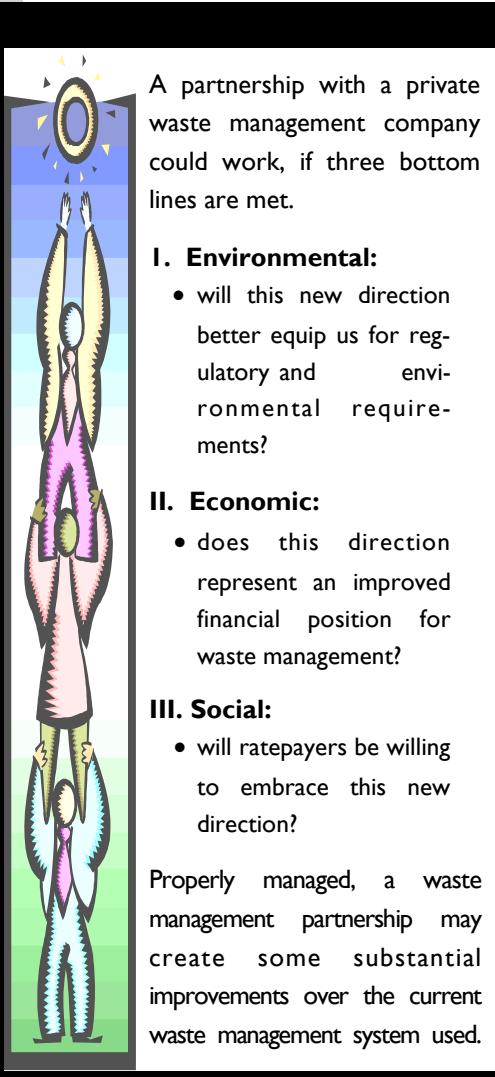 A partnership with a private
waste management company
could work, if three bottom
lines are met.
I. Environmental:
• will this new direction
better equip us for reg-
ulatory and envi-
ronmental require-
ments?
II. Economic:
• does this direction
represent an improved
financial position for
waste management?
III. Social:
• will ratepayers be willing
to embrace this new
direction?
Properly managed, a waste
management partnership may
create some substantial
improvements over the current
waste management system used.